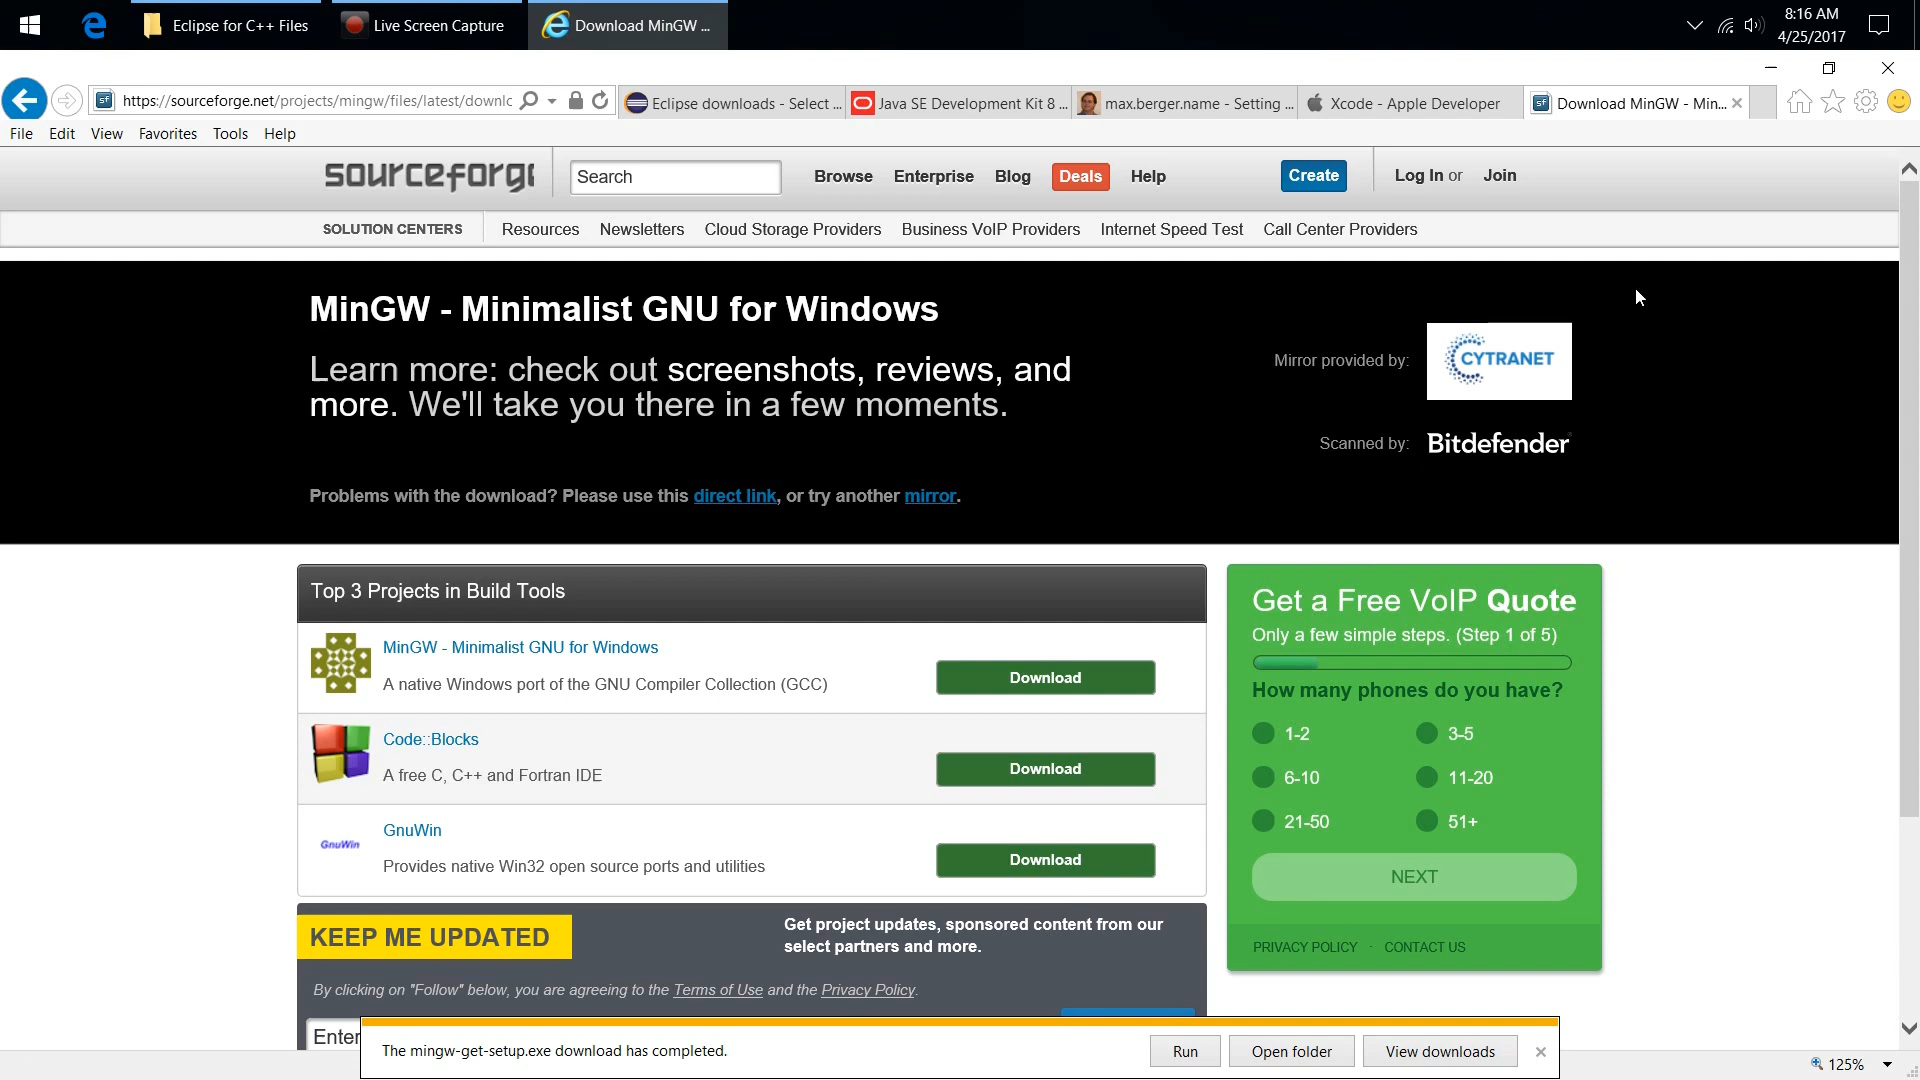 Eclipse for C++ Files
Live Screen Capture
Download MinGW ...
8:16 AM
4/25/2017
https://sourceforge.net/projects/mingw/files/latest/downlc
Eclipse downloads - Select ...
Java SE Development Kit 8 ...
max.berger.name - Setting ...
Xcode - Apple Developer
Download MinGW - Min...
File Edit View Favorites Tools Help
sourceforg
Search
Browse Enterprise Blog Deals Help
Create
Log In or Join
SOLUTION CENTERS
Resources Newsletters Cloud Storage Providers Business VoIP Providers Internet Speed Test Call Center Providers
MinGW - Minimalist GNU for Windows
Learn more: check out screenshots, reviews, and
more. We'll take you there in a few moments.
Mirror provided by:
CYTRANET
Scanned by:
Bitdefender
Problems with the download? Please use this direct link, or try another mirror.
Top 3 Projects in Build Tools
MinGW - Minimalist GNU for Windows
A native Windows port of the GNU Compiler Collection (GCC)
Download
Code::Blocks
A free C, C++ and Fortran IDE
Download
GnuWin
GnuWin
Provides native Win32 open source ports and utilities
Download
Get a Free VoIP Quote
Only a few simple steps. (Step 1 of 5)
How many phones do you have?
1-2
3-5
6-10
11-20
21-50
51+
NEXT
PRIVACY POLICY · CONTACT US
KEEP ME UPDATED
Get project updates, sponsored content from our
select partners and more.
By clicking on "Follow" below, you are agreeing to the Terms of Use and the Privacy Policy.
Enter
The mingw-get-setup.exe download has completed.
Run
Open folder
View downloads
125%